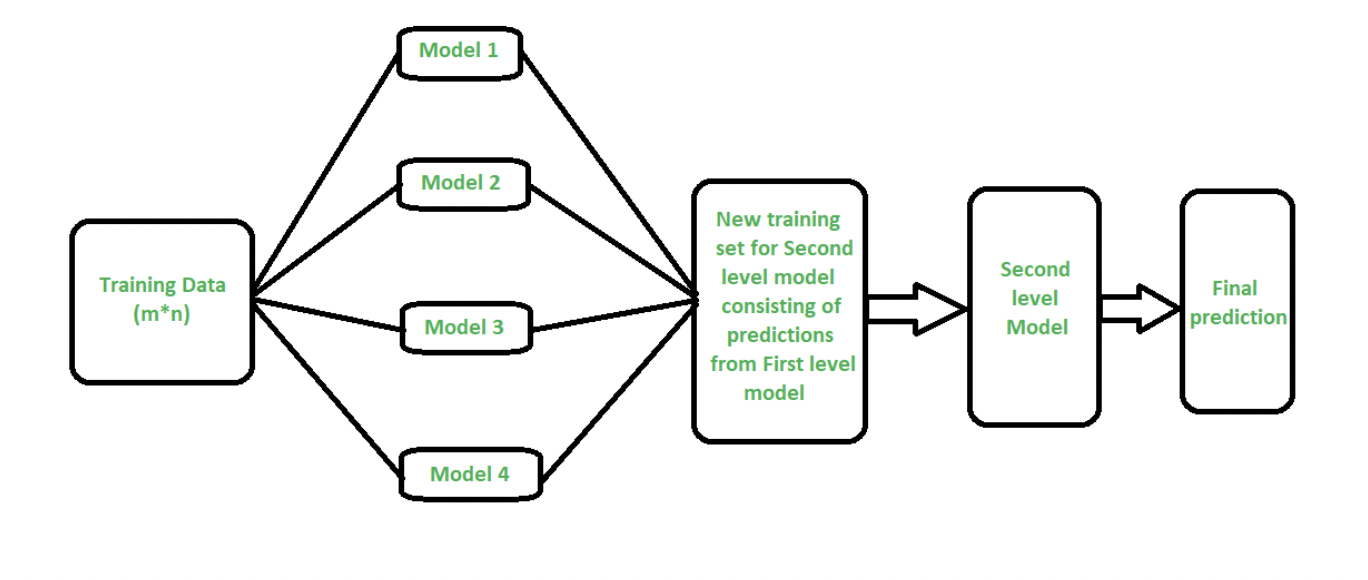 Model 1
Model 2
Training Data
(m*n)
Model 3
Model 4
New training
set for Second
level model
consisting of
predictions
from First level
model
Second
level
Model
Final
prediction